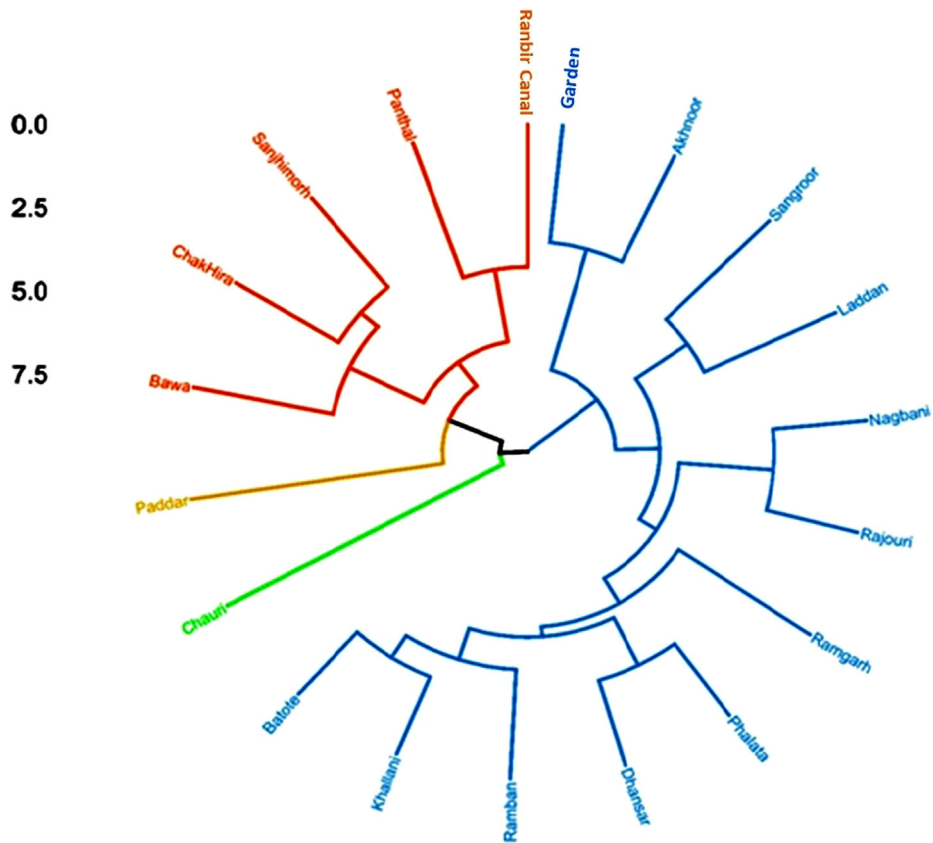 0.0
2.5
5.0
7.5
Ranbir Canal
Garden
Akhnoor
Sangroor
Laddan
Nagbani
Rajouri
Ramgarh
Phalata
Dhansar
Ramban
Khallani
Batote
Chauri
Paddar
Bawa
ChakHira
Sanjhimorh
Panthal